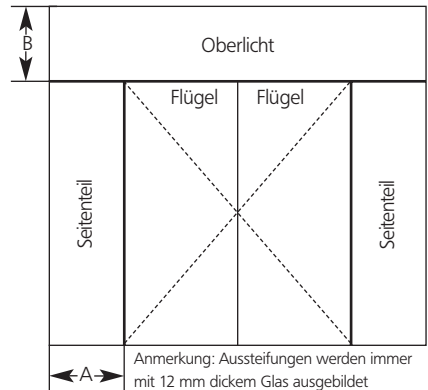 B
Oberlicht
Flügel Flügel
Seitenteil
Seitenteil
A
Anmerkung: Aussteifungen werden immer
mit 12 mm dickem Glas ausgebildet